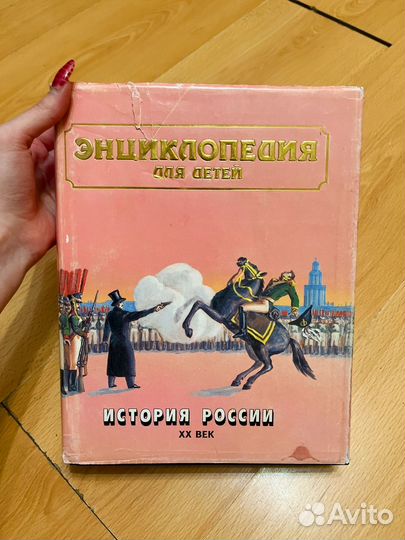 ЭНЦИКЛОПЕДИЯ
ДЛЯ ДЕТЕЙ
ИСТОРИЯ РОССИИ
XX ВЕК
Avito